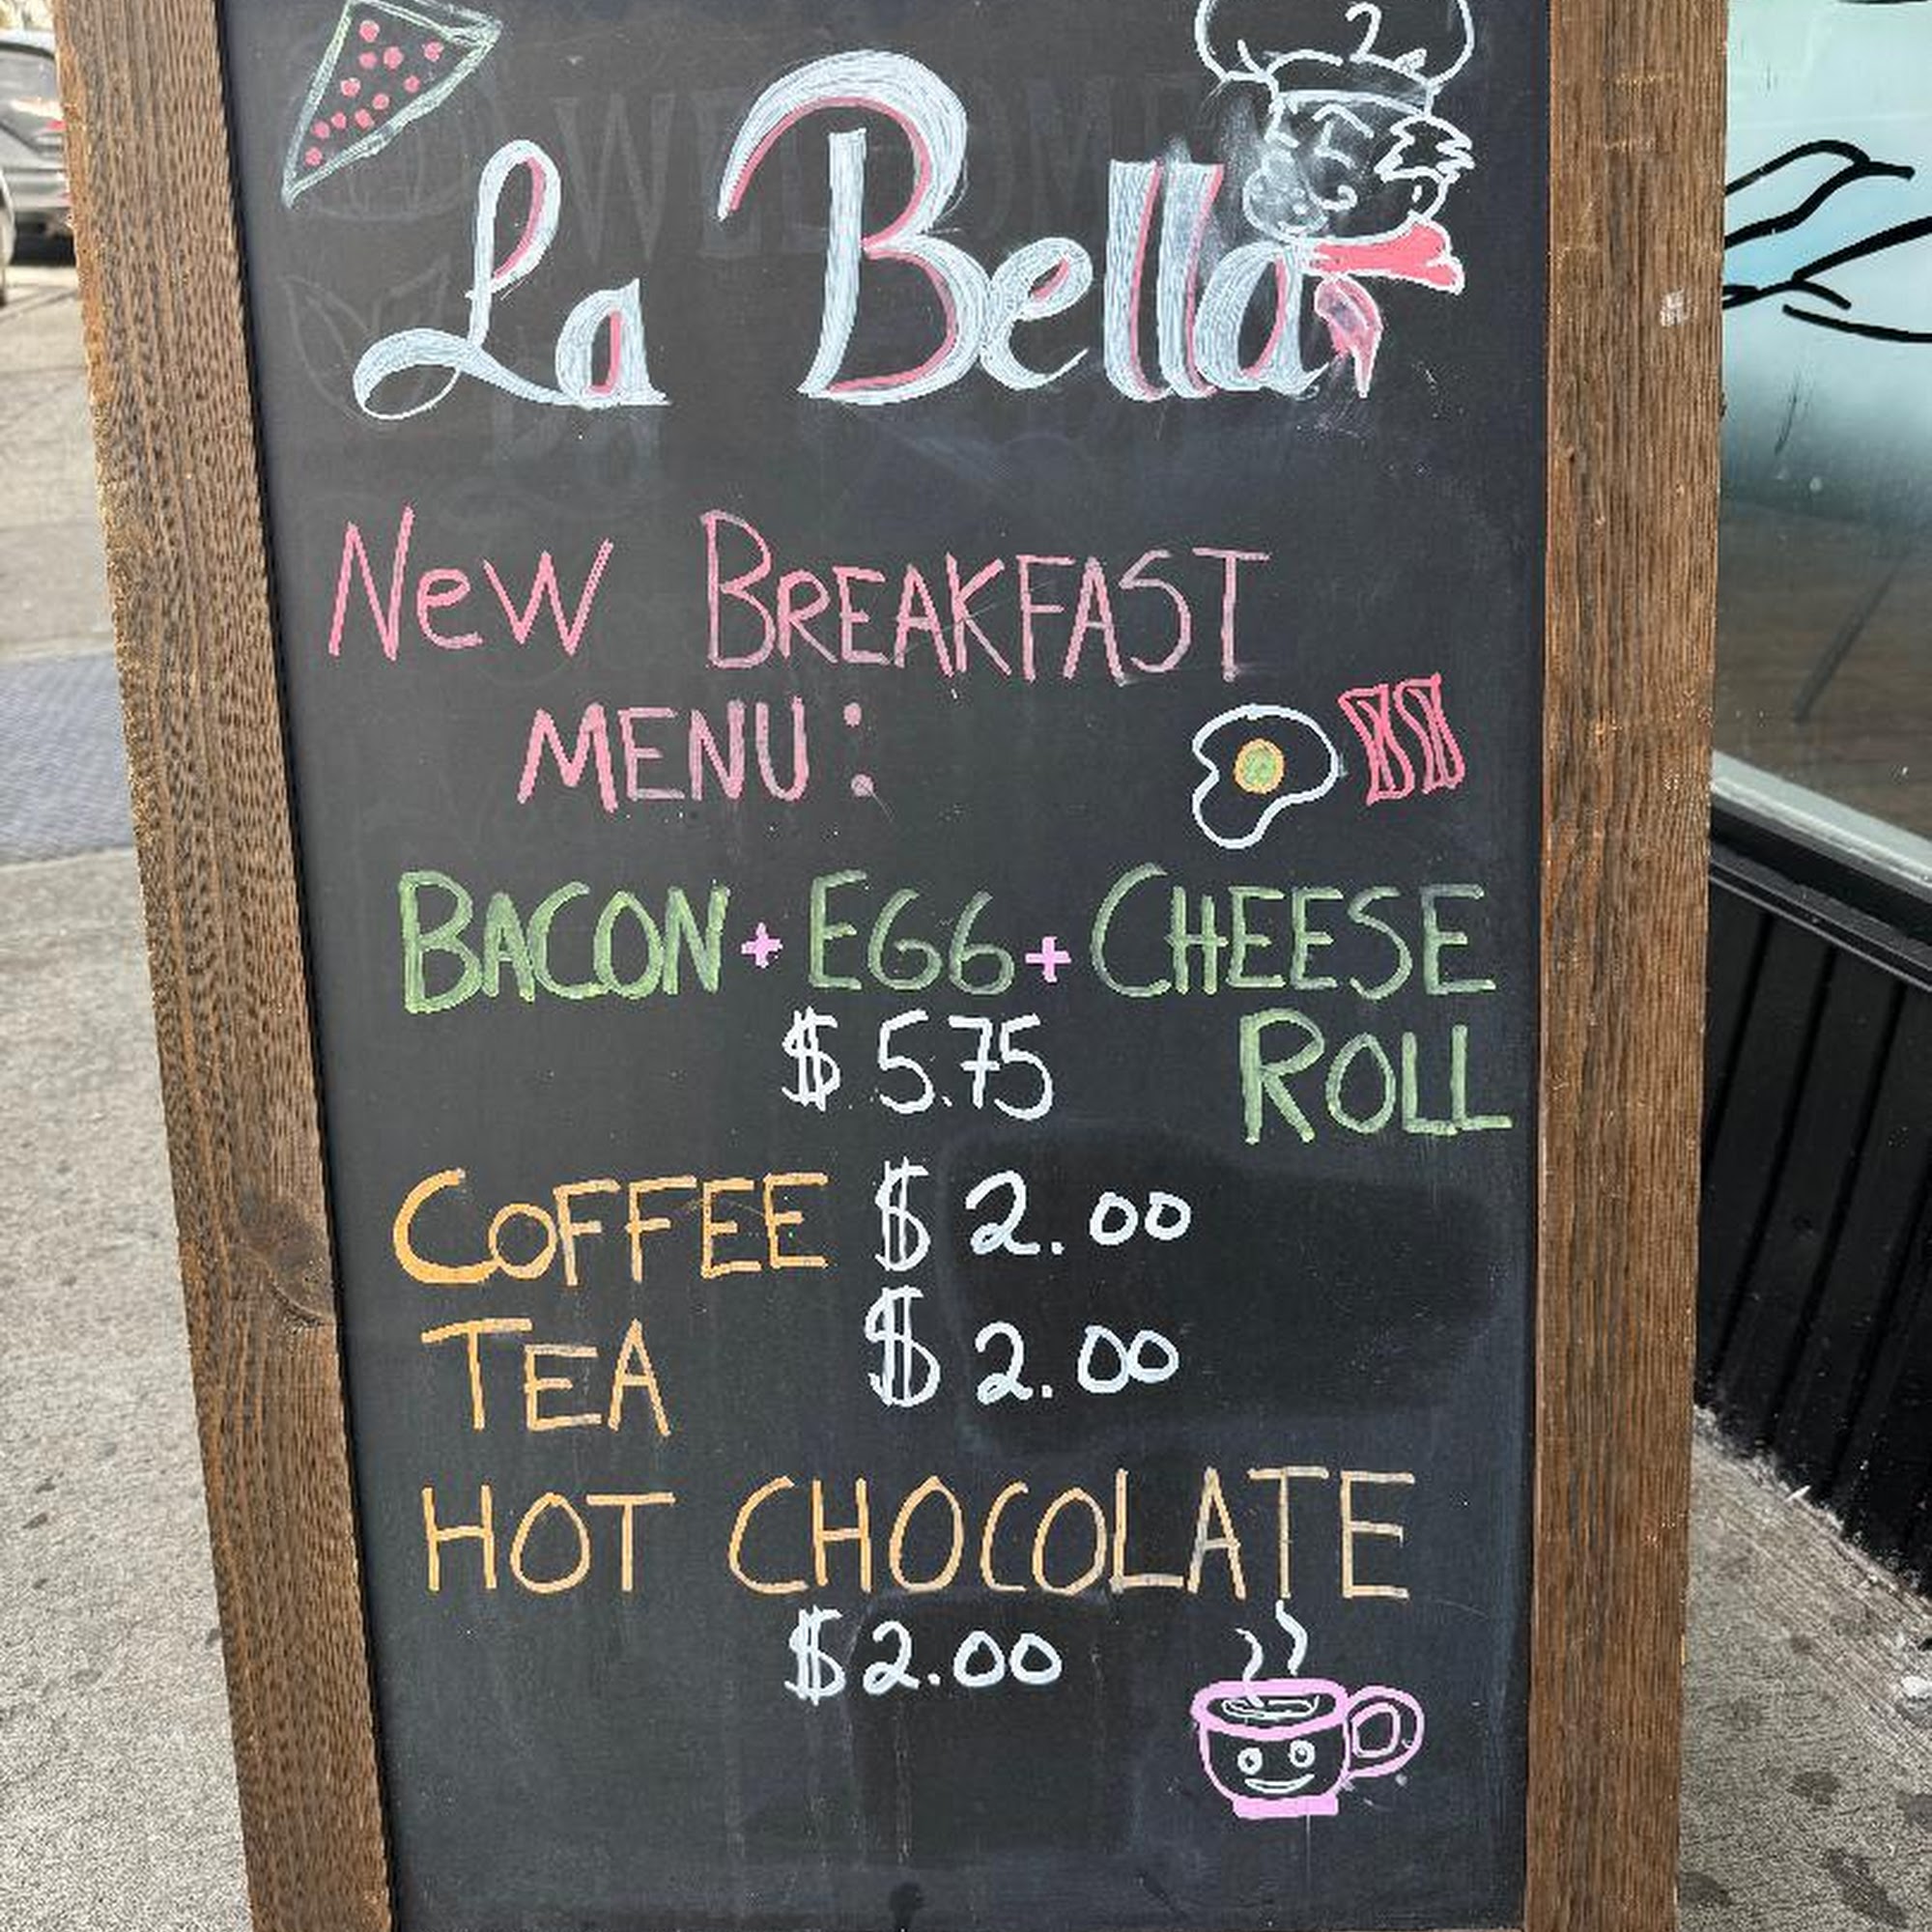 La Bella
New BREAKFAST
MENU:
BACON + EGG + CHEESE
$5.75 ROLL
COFFEE $2.00
TEA $2.00
HOT CHOCOLATE
$2.00